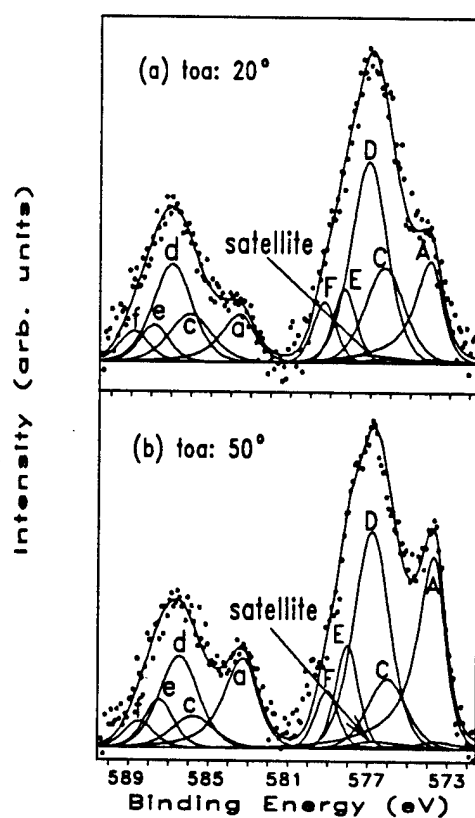 Intensity (arb. units)
(a) toa: 20°
D
d
satellite
A
C
F E
f e
c
a
(b) toa: 50°
D
satellite
A
E
d
C
F
a
e
f
c
589 585 581 577 573
Binding Energy (eV)